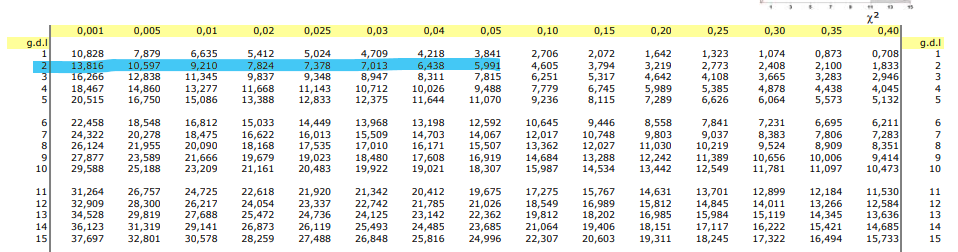 1 3 5 7 9 11 13 15
χ²
0,001 0,005 0,01 0,02 0,025 0,03 0,04 0,05 0,10 0,15 0,20 0,25 0,30 0,35 0,40
g.d.l g.d.l
1 10,828 7,879 6,635 5,412 5,024 4,709 4,218 3,841 2,706 2,072 1,642 1,323 1,074 0,873 0,708 1
2 13,816 10,597 9,210 7,824 7,378 7,013 6,438 5,991 4,605 3,794 3,219 2,773 2,408 2,100 1,833 2
3 16,266 12,838 11,345 9,837 9,348 8,947 8,311 7,815 6,251 5,317 4,642 4,108 3,665 3,283 2,946 3
4 18,467 14,860 13,277 11,668 11,143 10,712 10,026 9,488 7,779 6,745 5,989 5,385 4,878 4,438 4,045 4
5 20,515 16,750 15,086 13,388 12,833 12,375 11,644 11,070 9,236 8,115 7,289 6,626 6,064 5,573 5,132 5
6 22,458 18,548 16,812 15,033 14,449 13,968 13,198 12,592 10,645 9,446 8,558 7,841 7,231 6,695 6,211 6
7 24,322 20,278 18,475 16,622 16,013 15,509 14,703 14,067 12,017 10,748 9,803 9,037 8,383 7,806 7,283 7
8 26,124 21,955 20,090 18,168 17,535 17,010 16,171 15,507 13,362 12,027 11,030 10,219 9,524 8,909 8,351 8
9 27,877 23,589 21,666 19,679 19,023 18,480 17,608 16,919 14,684 13,288 12,242 11,389 10,656 10,006 9,414 9
10 29,588 25,188 23,209 21,161 20,483 19,922 19,021 18,307 15,987 14,534 13,442 12,549 11,781 11,097 10,473 10
11 31,264 26,757 24,725 22,618 21,920 21,342 20,412 19,675 17,275 15,767 14,631 13,701 12,899 12,184 11,530 11
12 32,909 28,300 26,217 24,054 23,337 22,742 21,785 21,026 18,549 16,989 15,812 14,845 14,011 13,266 12,584 12
13 34,528 29,819 27,688 25,472 24,736 24,125 23,142 22,362 19,812 18,202 16,985 15,984 15,119 14,345 13,636 13
14 36,123 31,319 29,141 26,873 26,119 25,493 24,485 23,685 21,064 19,406 18,151 17,117 16,222 15,421 14,685 14
15 37,697 32,801 30,578 28,259 27,488 26,848 25,816 24,996 22,307 20,603 19,311 18,245 17,322 16,494 15,733 15